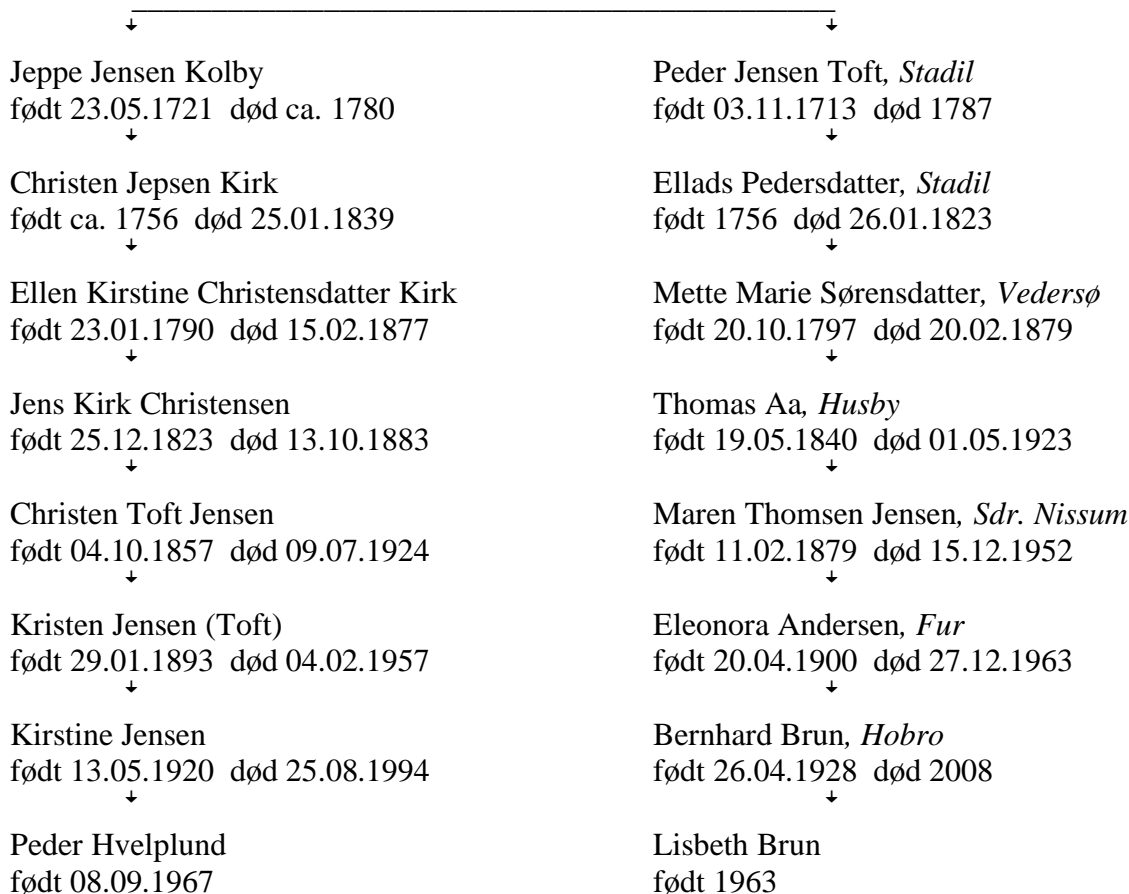 Jeppe Jensen Kolby
født 23.05.1721 død ca. 1780
Christen Jepsen Kirk
født ca. 1756 død 25.01.1839
Ellen Kirstine Christensdatter Kirk
født 23.01.1790 død 15.02.1877
Jens Kirk Christensen
født 25.12.1823 død 13.10.1883
Christen Toft Jensen
født 04.10.1857 død 09.07.1924
Kristen Jensen (Toft)
født 29.01.1893 død 04.02.1957
Kirstine Jensen
født 13.05.1920 død 25.08.1994
Peder Hvelplund
født 08.09.1967
Peder Jensen Toft, Stadil
født 03.11.1713 død 1787
Ellads Pedersdatter, Stadil
født 1756 død 26.01.1823
Mette Marie Sørensdatter, Vedersø
født 20.10.1797 død 20.02.1879
Thomas Aa, Husby
født 19.05.1840 død 01.05.1923
Maren Thomsen Jensen, Sdr. Nissum
født 11.02.1879 død 15.12.1952
Eleonora Andersen, Fur
født 20.04.1900 død 27.12.1963
Bernhard Brun, Hobro
født 26.04.1928 død 2008
Lisbeth Brun
født 1963